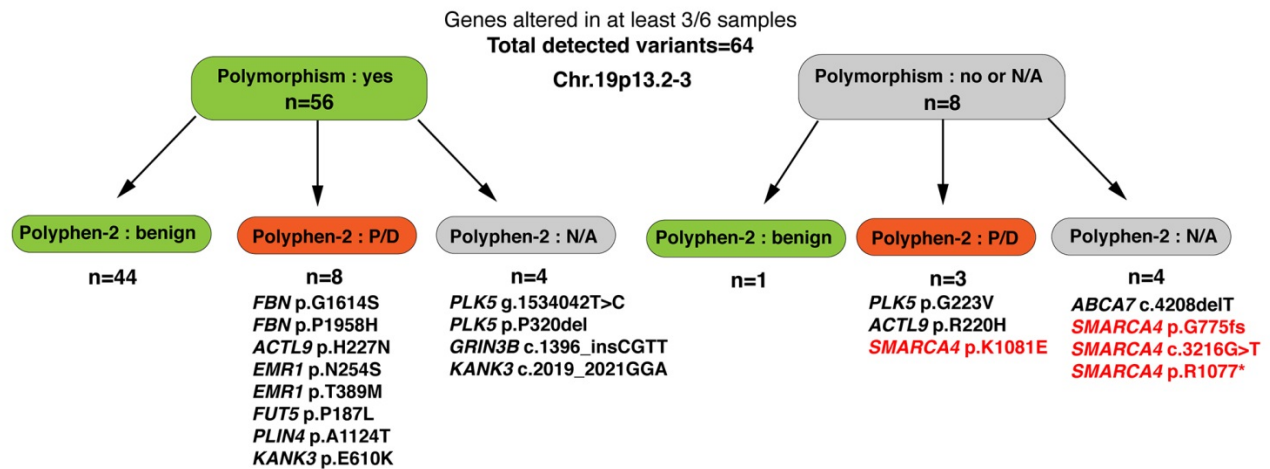 Genes altered in at least 3/6 samples
Total detected variants=64
Chr.19p13.2-3
Polymorphism : yes
n=56
Polymorphism : no or N/A
n=8
Polyphen-2 : benign
n=44
Polyphen-2 : P/D
n=8
FBN p.G1614S
FBN p.P1958H
ACTL9 p.H227N
EMR1 p.N254S
EMR1 p.T389M
FUT5 p.P187L
PLIN4 p.A1124T
KANK3 p.E610K
Polyphen-2 : N/A
n=4
PLK5 g.1534042T>C
PLK5 p.P320del
GRIN3B c.1396_insCGTT
KANK3 c.2019_2021GGA
Polyphen-2 : benign
n=1
Polyphen-2 : P/D
n=3
PLK5 p.G223V
ACTL9 p.R220H
SMARCA4 p.K1081E
Polyphen-2 : N/A
n=4
ABCA7 c.4208delT
SMARCA4 p.G775fs
SMARCA4 c.3216G>T
SMARCA4 p.R1077*